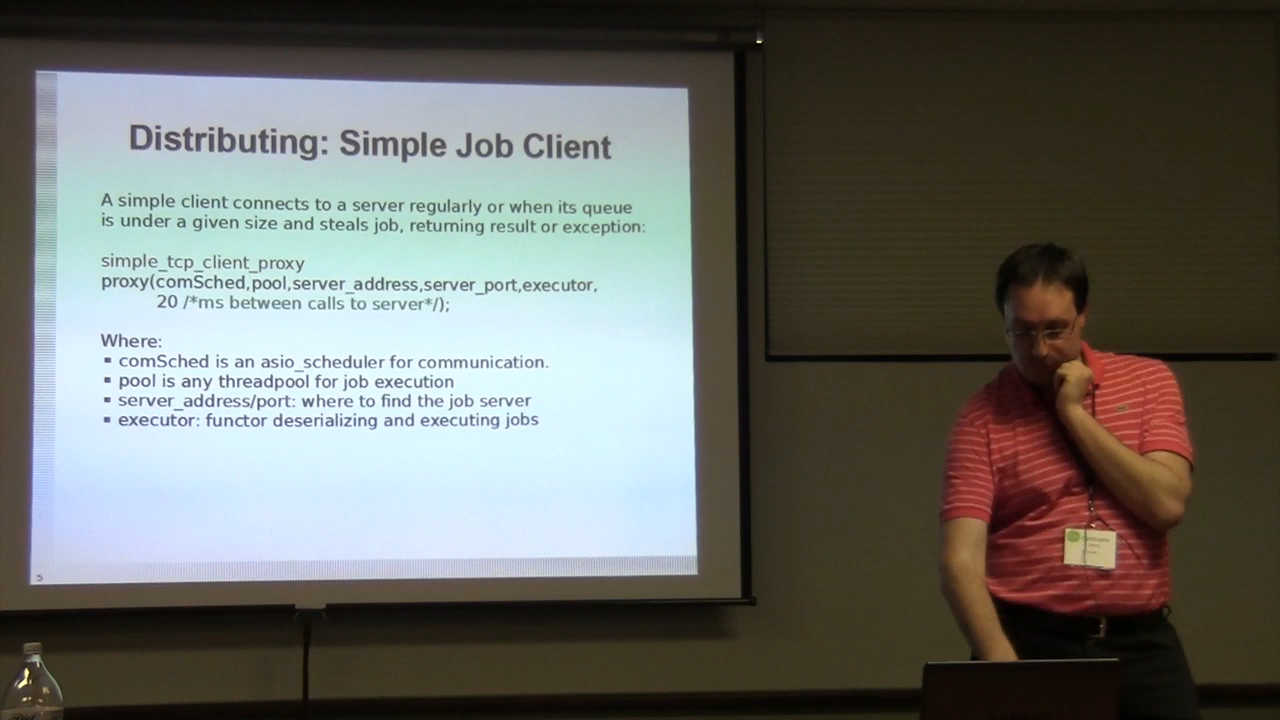 Distributing: Simple Job Client
A simple client connects to a server regularly or when its queue
is under a given size and steals job, returning result or exception:
simple_tcp_client_proxy
proxy(comSched,pool,server_address,server_port,executor,
20 /*ms between calls to server*/);
Where:
▪ comSched is an asio_scheduler for communication.
▪ pool is any threadpool for job execution
▪ server_address/port: where to find the job server
▪ executor: functor deserializing and executing jobs
5